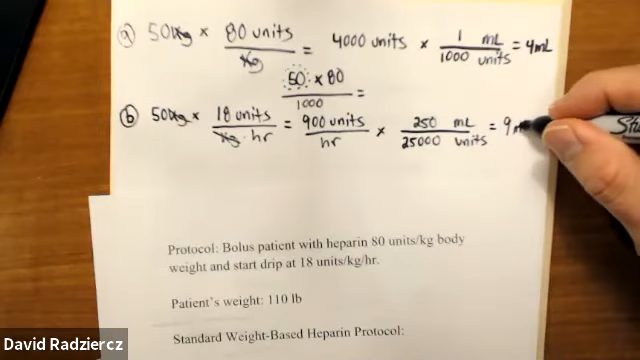 a) 50kg × 80 units / kg = 4000 units × 1 mL / 1000 units = 4mL
50 × 80 / 1000 =
b) 50kg × 18 units / kg · hr = 900 units / hr × 250 mL / 25000 units = 9
Protocol: Bolus patient with heparin 80 units/kg body
weight and start drip at 18 units/kg/hr.
Patient's weight: 110 lb
Standard Weight-Based Heparin Protocol:
David Radziercz